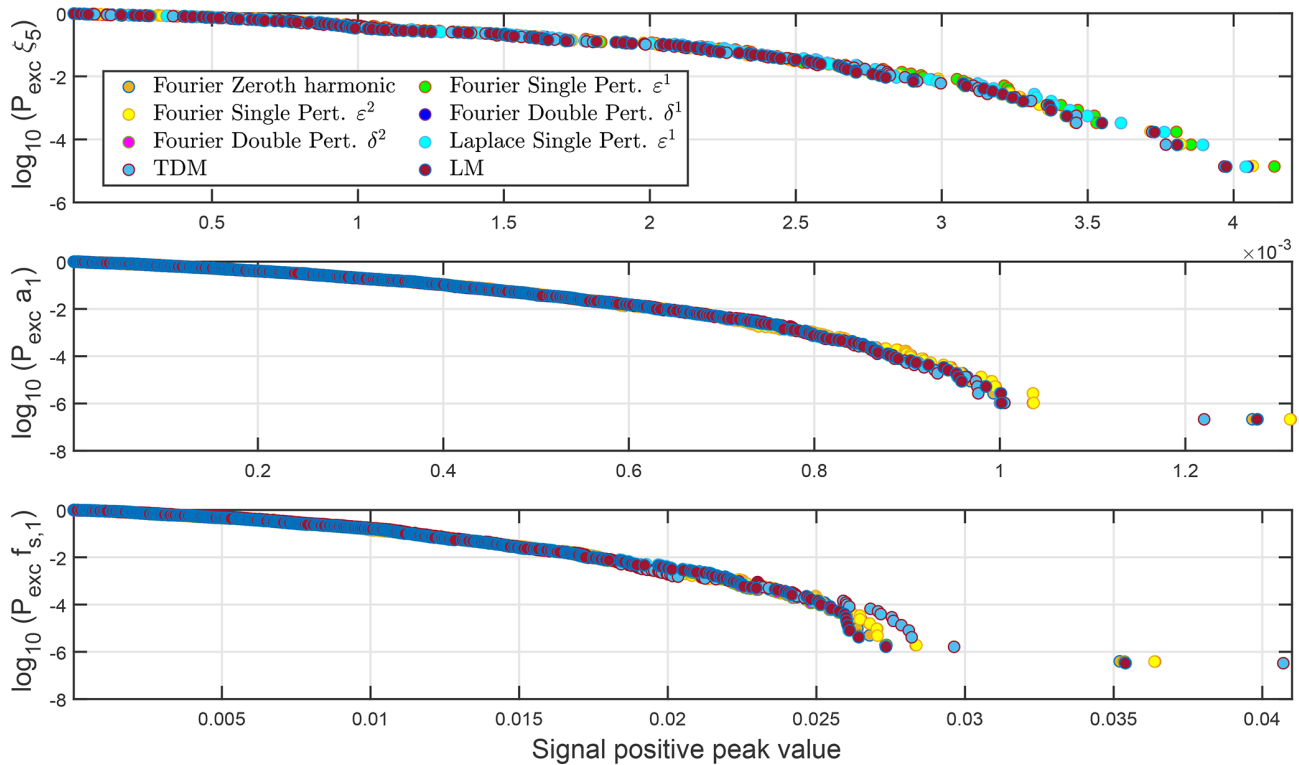 log10 (Pexc ξ5)
0
-2
-4
-6
Fourier Zeroth harmonic
Fourier Single Pert. ε1
Fourier Single Pert. ε2
Fourier Double Pert. δ1
Fourier Double Pert. δ2
Laplace Single Pert. ε1
TDM
LM
0.5 1 1.5 2 2.5 3 3.5 4
×10-3
log10 (Pexc a1)
0
-2
-4
-6
-8
0.2 0.4 0.6 0.8 1 1.2
log10 (Pexc fs,1)
0
-2
-4
-6
-8
0.005 0.01 0.015 0.02 0.025 0.03 0.035 0.04
Signal positive peak value